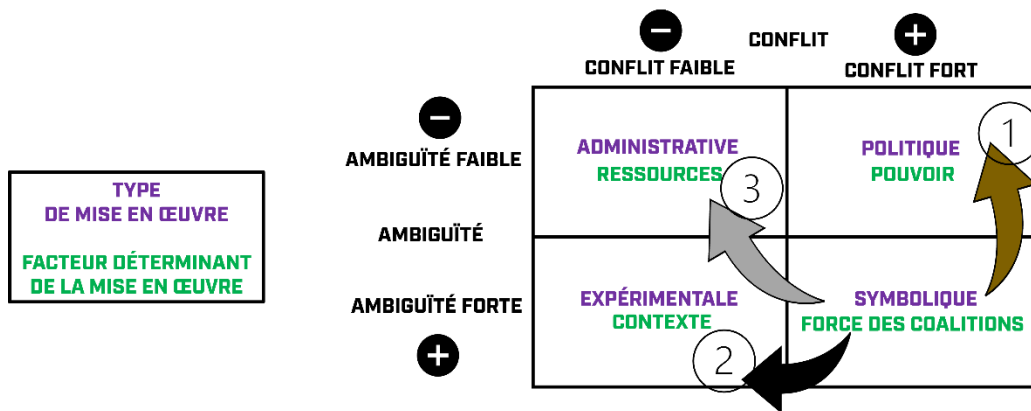 CONFLIT
CONFLIT FAIBLE
CONFLIT FORT
AMBIGUÏTÉ FAIBLE
AMBIGUÏTÉ
AMBIGUÏTÉ FORTE
TYPE
DE MISE EN ŒUVRE
FACTEUR DÉTERMINANT
DE LA MISE EN ŒUVRE
ADMINISTRATIVE
RESSOURCES
3
POLITIQUE
POUVOIR
1
EXPÉRIMENTALE
CONTEXTE
2
SYMBOLIQUE
FORCE DES COALITIONS